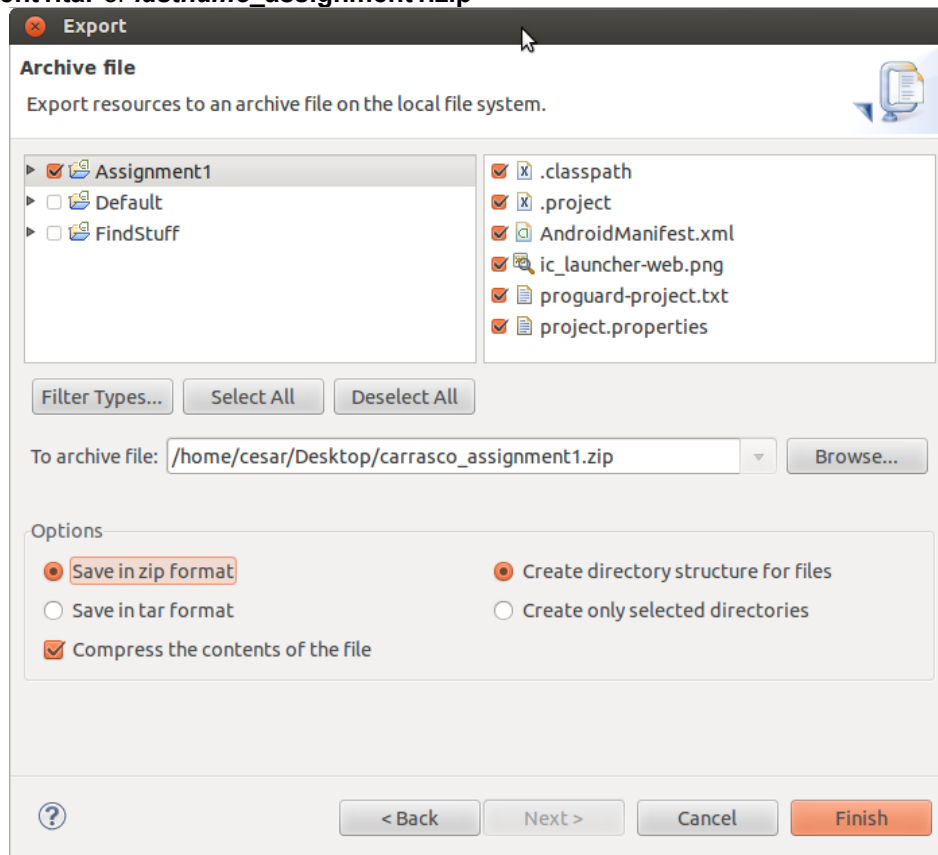 or lastname_assignment1.zip
Export
Archive file
Export resources to an archive file on the local file system.
Assignment1
Default
FindStuff
.classpath
.project
AndroidManifest.xml
ic_launcher-web.png
proguard-project.txt
project.properties
Filter Types... Select All Deselect All
To archive file: /home/cesar/Desktop/carrasco_assignment1.zip Browse...
Options
Save in zip format
Save in tar format
Compress the contents of the file
Create directory structure for files
Create only selected directories
? < Back Next > Cancel Finish